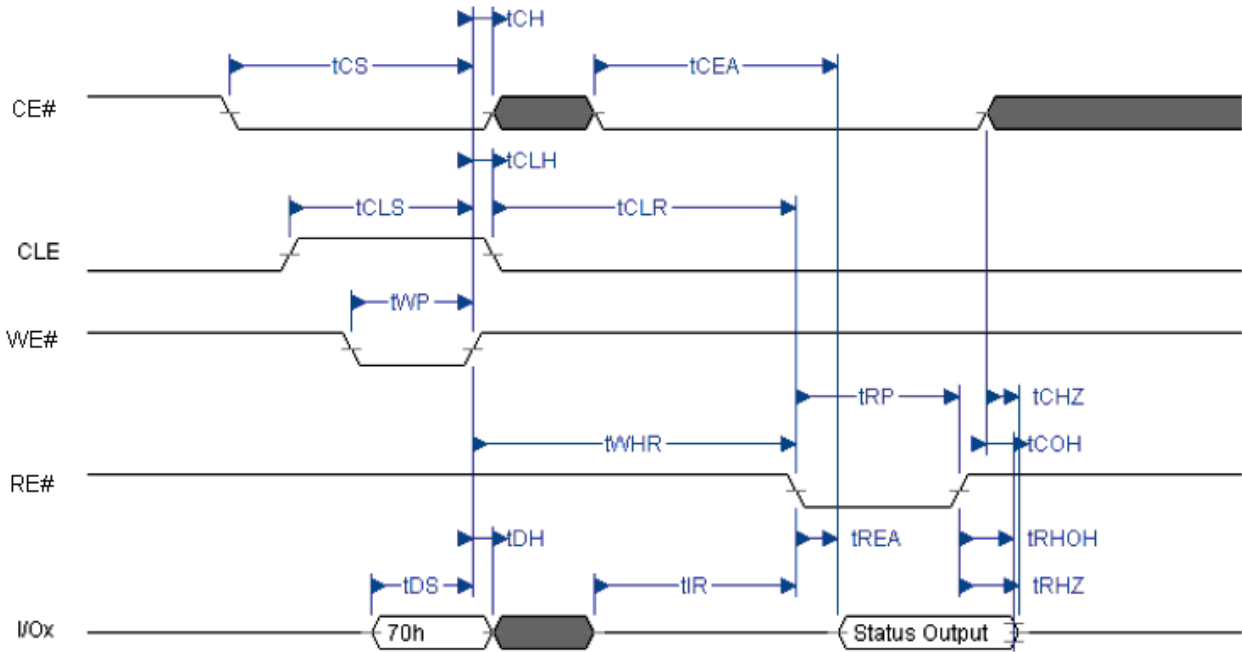 tCH
tCS
tCEA
CE#
tCLH
tCLS
tCLR
CLE
tWP
WE#
tRP
tCHZ
tWHR
tCOH
RE#
tDH
tREA
tRHOH
tDS
tIR
tRHZ
I/Ox
70h
Status Output